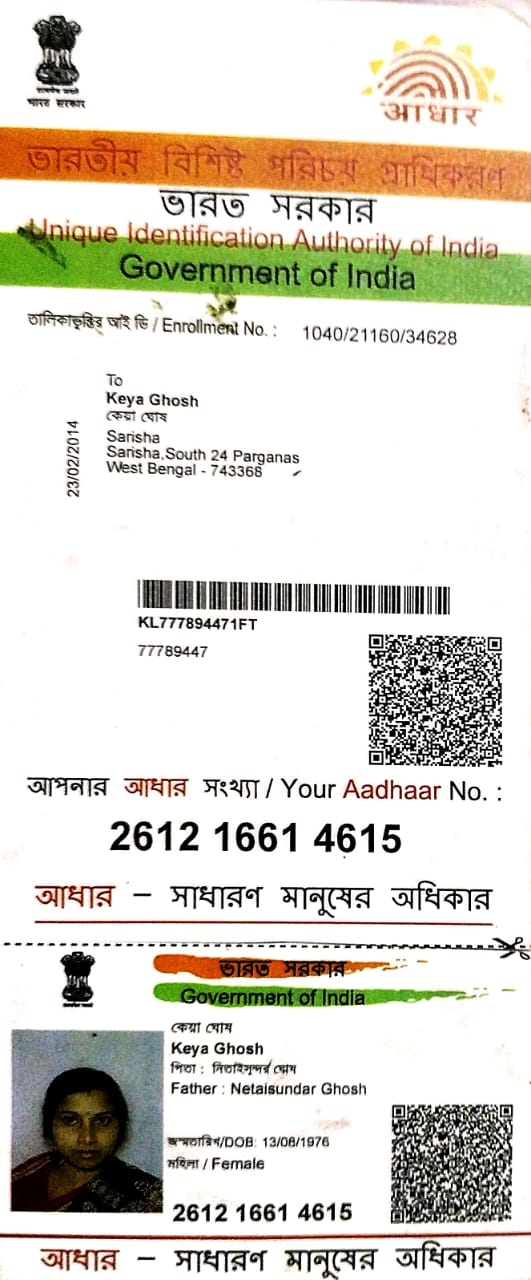 भारत सरकार
आधार
ভারতীয় বিশিষ্ট পরিচয় প্রাধিকরণ
ভারত সরকার
Unique Identification Authority of India
Government of India
তালিকাভুক্তির আই ডি / Enrollment No. : 1040/21160/34628
To
Keya Ghosh
কেয়া ঘোষ
Sarisha
Sarisha,South 24 Parganas
West Bengal - 743368
23/02/2014
KL777894471FT
77789447
আপনার আধার সংখ্যা / Your Aadhaar No. :
2612 1661 4615
আধার – সাধারণ মানুষের অধিকার
ভারত সরকার
Government of India
কেয়া ঘোষ
Keya Ghosh
পিতা : নিতাইসুন্দর ঘোষ
Father : Netaisundar Ghosh
জন্মতারিখ/DOB: 13/08/1976
মহিলা / Female
2612 1661 4615
আধার – সাধারণ মানুষের অধিকার